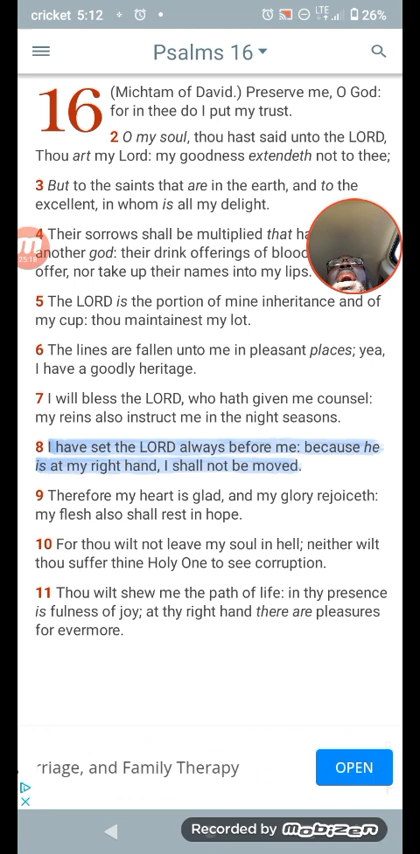 cricket 5:12
LTE
26%
Psalms 16
16
(Michtam of David.) Preserve me, O God:
for in thee do I put my trust.
2 O my soul, thou hast said unto the LORD,
Thou art my Lord: my goodness extendeth not to thee;
3 But to the saints that are in the earth, and to the
excellent, in whom is all my delight.
4 Their sorrows shall be multiplied that
another god: their drink offerings of blood
offer, nor take up their names into my lips.
5 The LORD is the portion of mine inheritance and of
my cup: thou maintainest my lot.
6 The lines are fallen unto me in pleasant places; yea,
I have a goodly heritage.
7 I will bless the LORD, who hath given me counsel:
my reins also instruct me in the night seasons.
8 I have set the LORD always before me: because he
is at my right hand, I shall not be moved.
9 Therefore my heart is glad, and my glory rejoiceth:
my flesh also shall rest in hope.
10 For thou wilt not leave my soul in hell; neither wilt
thou suffer thine Holy One to see corruption.
11 Thou wilt shew me the path of life: in thy presence
is fulness of joy; at thy right hand there are pleasures
for evermore.
rriage, and Family Therapy
OPEN
Recorded by mobizen